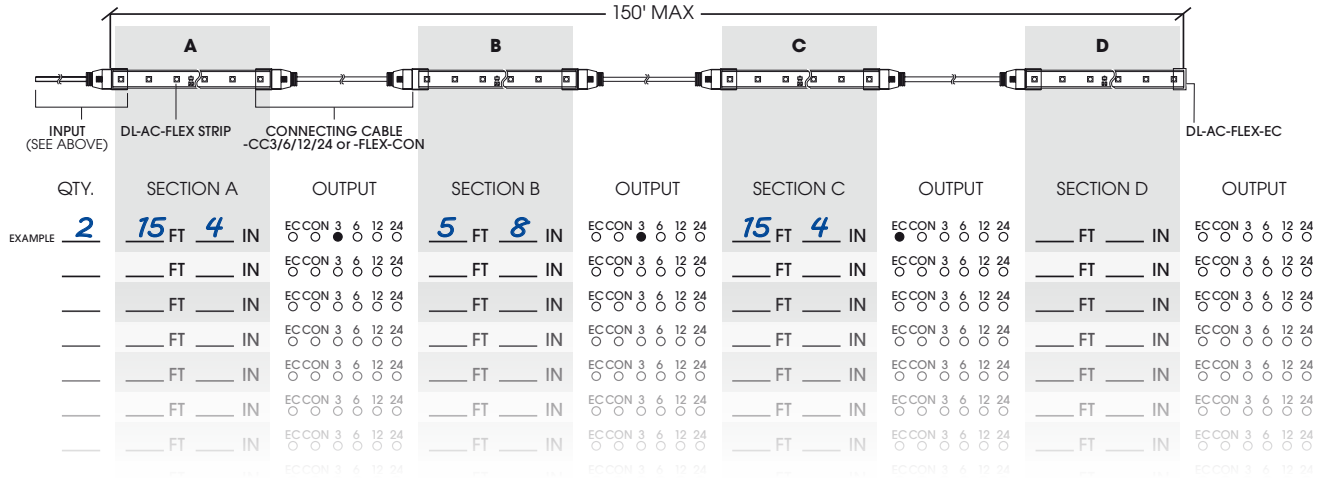 150' MAX
A B C D
INPUT
(SEE ABOVE)
DL-AC-FLEX STRIP
CONNECTING CABLE
-CC3/6/12/24 or -FLEX-CON
DL-AC-FLEX-EC
QTY. SECTION A OUTPUT SECTION B OUTPUT SECTION C OUTPUT SECTION D OUTPUT
EXAMPLE 2 15 FT 4 IN EC CON 3 6 12 24 5 FT 8 IN EC CON 3 6 12 24 15 FT 4 IN EC CON 3 6 12 24 FT IN EC CON 3 6 12 24
FT IN EC CON 3 6 12 24 FT IN EC CON 3 6 12 24 FT IN EC CON 3 6 12 24 FT IN EC CON 3 6 12 24
FT IN EC CON 3 6 12 24 FT IN EC CON 3 6 12 24 FT IN EC CON 3 6 12 24 FT IN EC CON 3 6 12 24
FT IN EC CON 3 6 12 24 FT IN EC CON 3 6 12 24 FT IN EC CON 3 6 12 24 FT IN EC CON 3 6 12 24
FT IN EC CON 3 6 12 24 FT IN EC CON 3 6 12 24 FT IN EC CON 3 6 12 24 FT IN EC CON 3 6 12 24
FT IN EC CON 3 6 12 24 FT IN EC CON 3 6 12 24 FT IN EC CON 3 6 12 24 FT IN EC CON 3 6 12 24
FT IN EC CON 3 6 12 24 FT IN EC CON 3 6 12 24 FT IN EC CON 3 6 12 24 FT IN EC CON 3 6 12 24